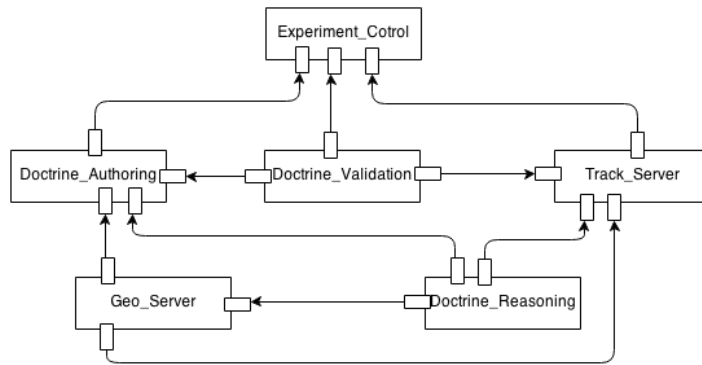 Experiment_Cotrol
Doctrine_Authoring
Doctrine_Validation
Track_Server
Geo_Server
Doctrine_Reasoning